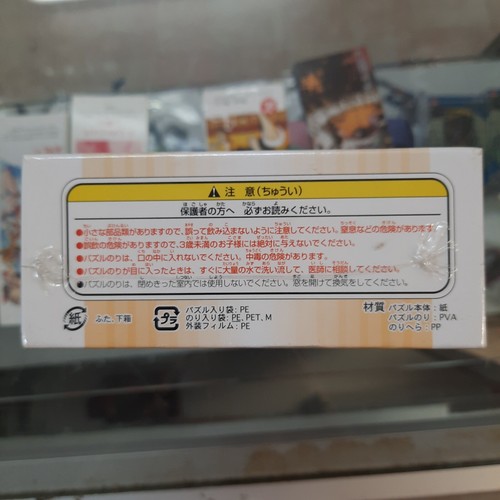 注 意(ちゅうい)
保護者の方へ 必ずお読みください。
●小さな部品類がありますので、誤って飲み込まないように注意してください。窒息などの危険があります。
●誤飲の危険がありますので、3歳未満のお子様には絶対に与えないでください。
●パズルのりは、口の中に入れないでください。中毒の危険があります。
●パズルのりが目に入ったときは、すぐに大量の水で洗い流して、医師に相談してください。
●パズルのりは、閉めきった室内では使用しないでください。窓を開けて換気をしてください。
紙 ふた、下箱
プラ パズル入り袋:PE
のり入り袋:PE, PET, M
外装フィルム:PE
材質 パズル本体:紙
パズルのり:PVA
のりへら:PP